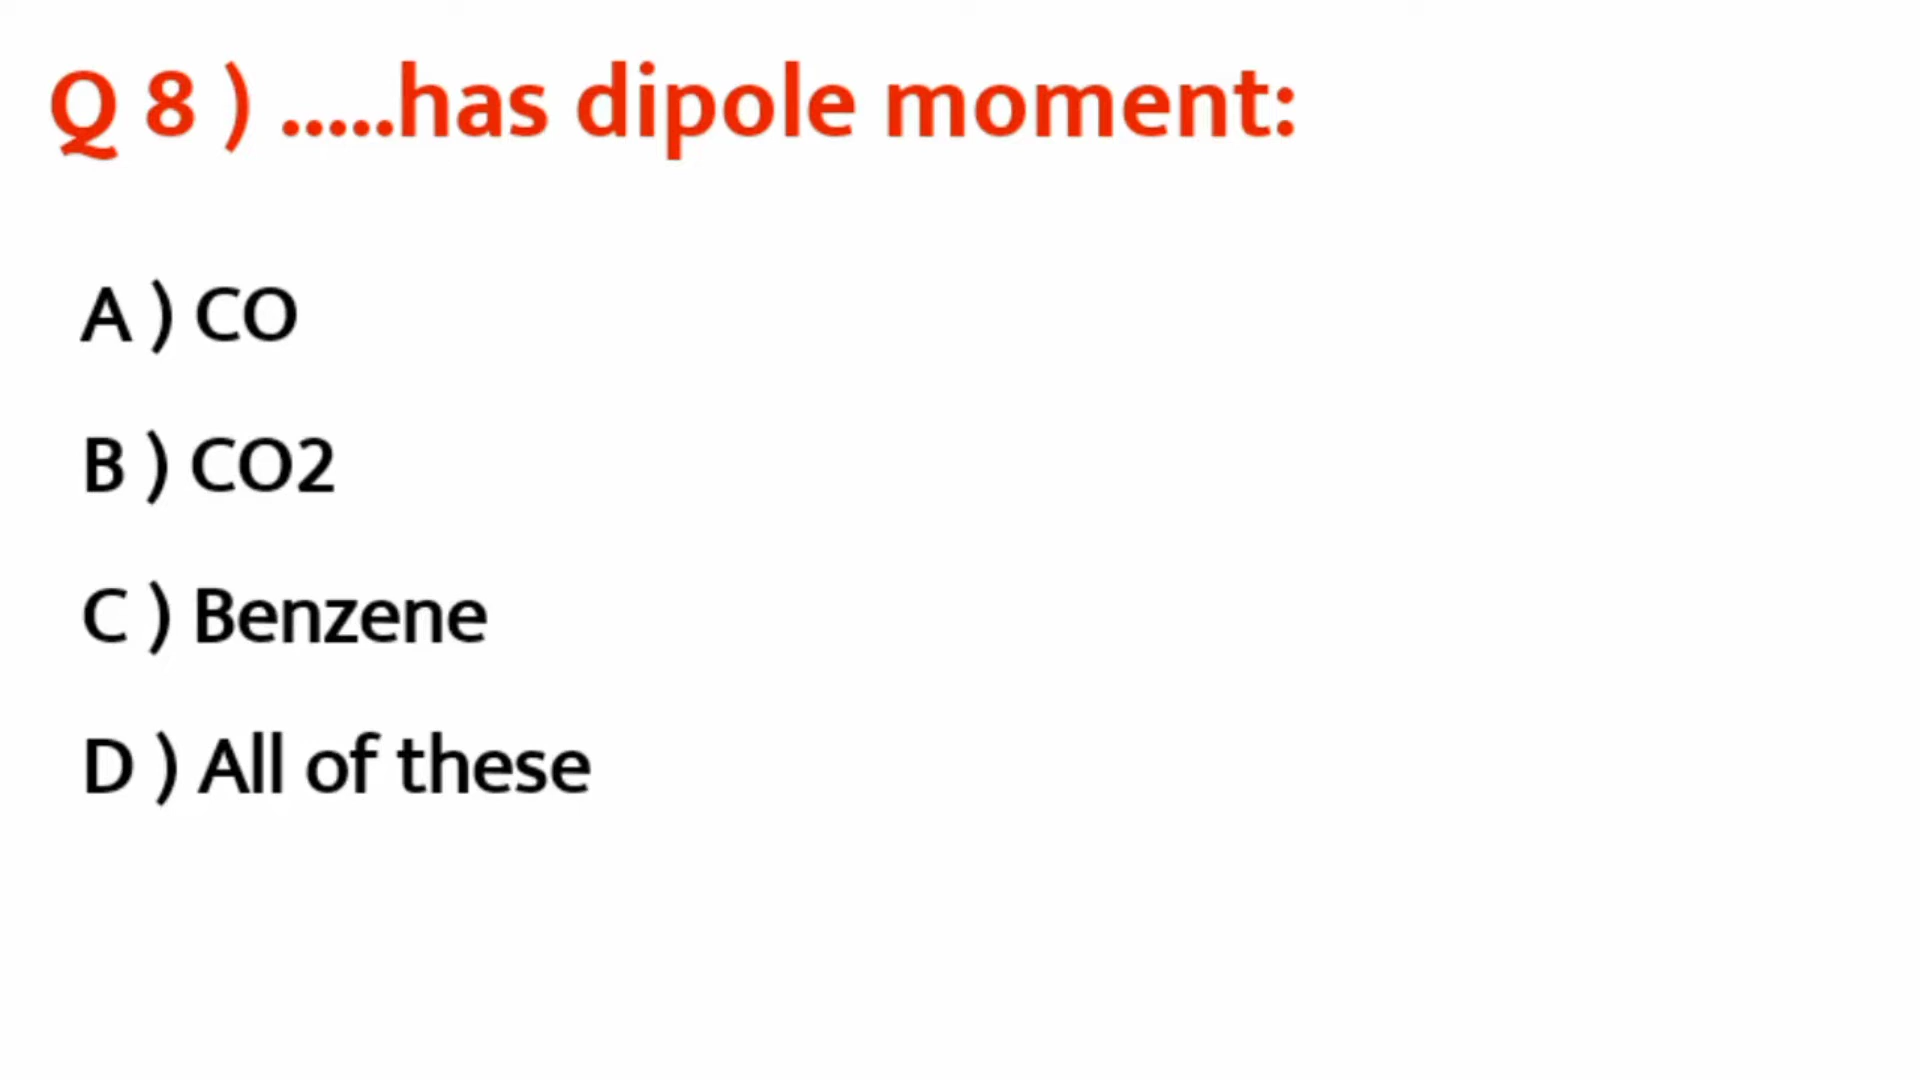 Q 8 ) .....has dipole moment:
A ) CO
B ) CO2
C ) Benzene
D ) All of these